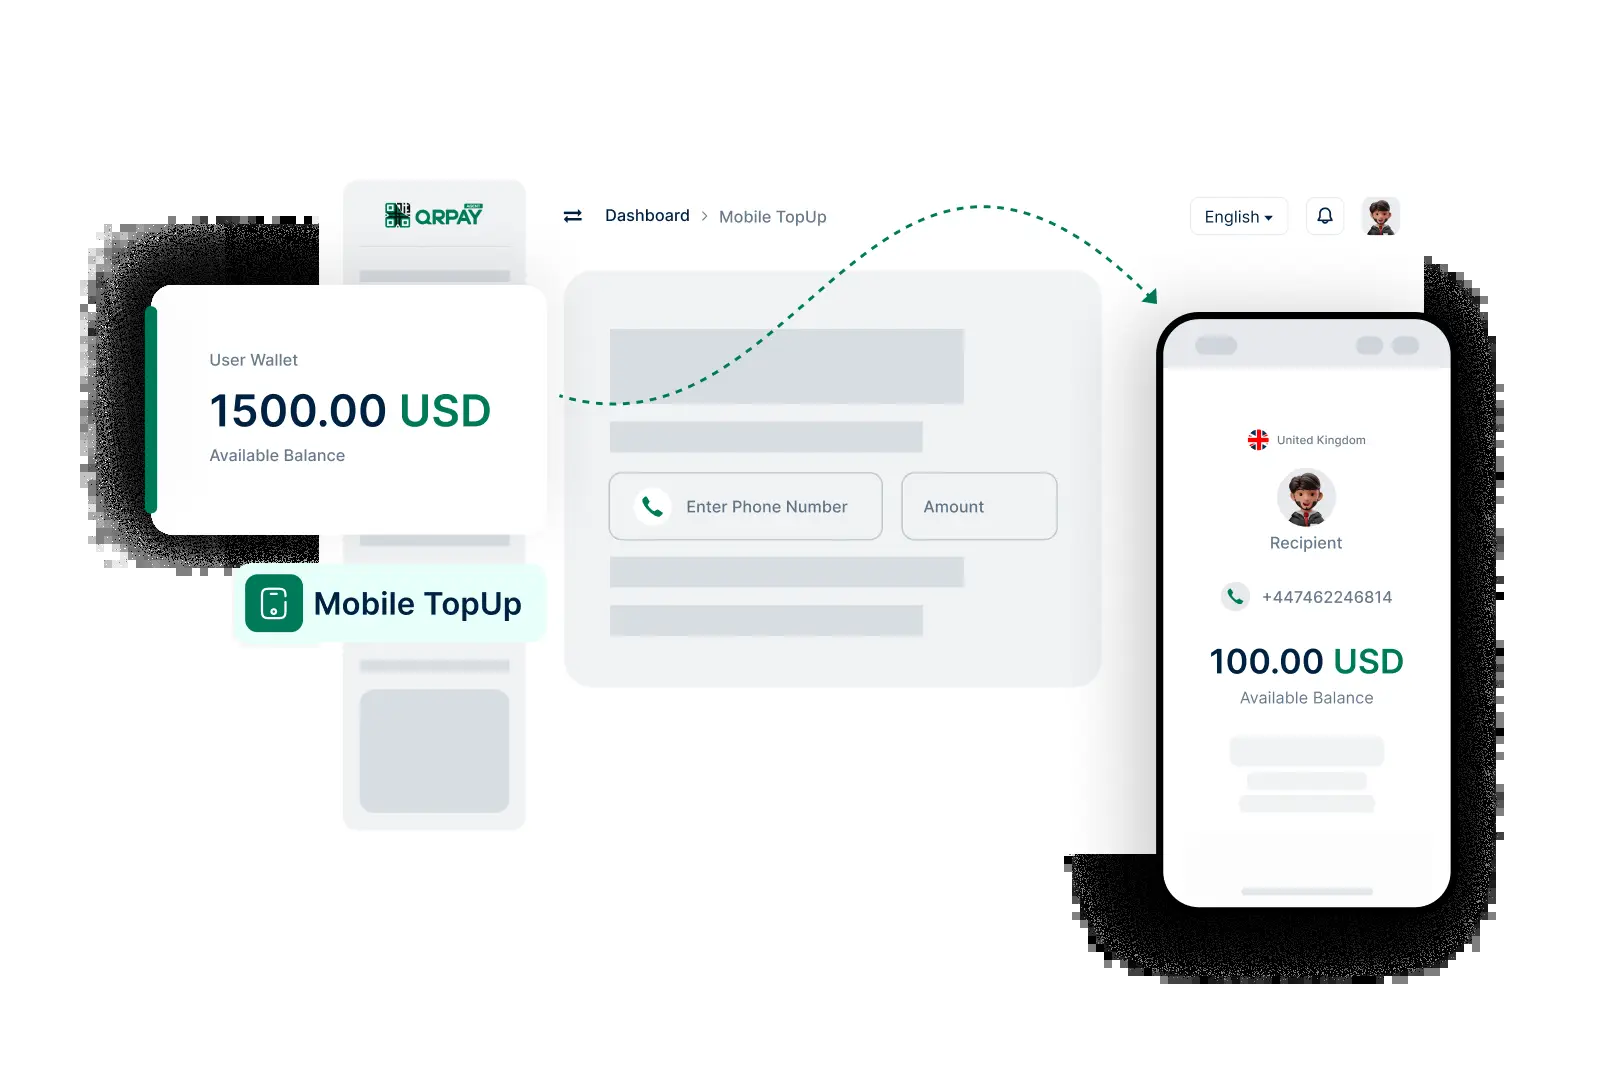 QRPAY
Dashboard > Mobile TopUp
English
User Wallet
1500.00 USD
Available Balance
Mobile TopUp
Enter Phone Number
Amount
United Kingdom
Recipient
+447462246814
100.00 USD
Available Balance